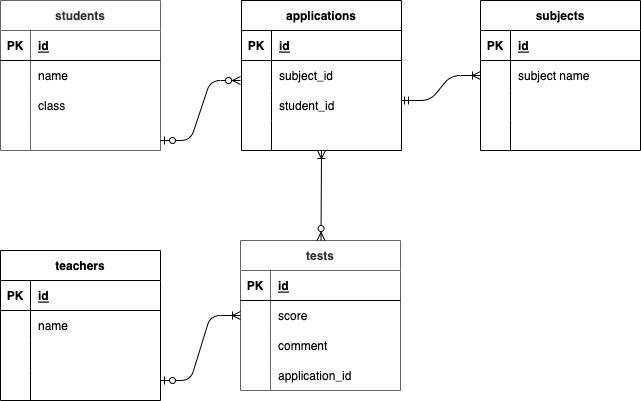 students
PK id
name
class
applications
PK id
subject_id
student_id
subjects
PK id
subject name
teachers
PK id
name
tests
PK id
score
comment
application_id